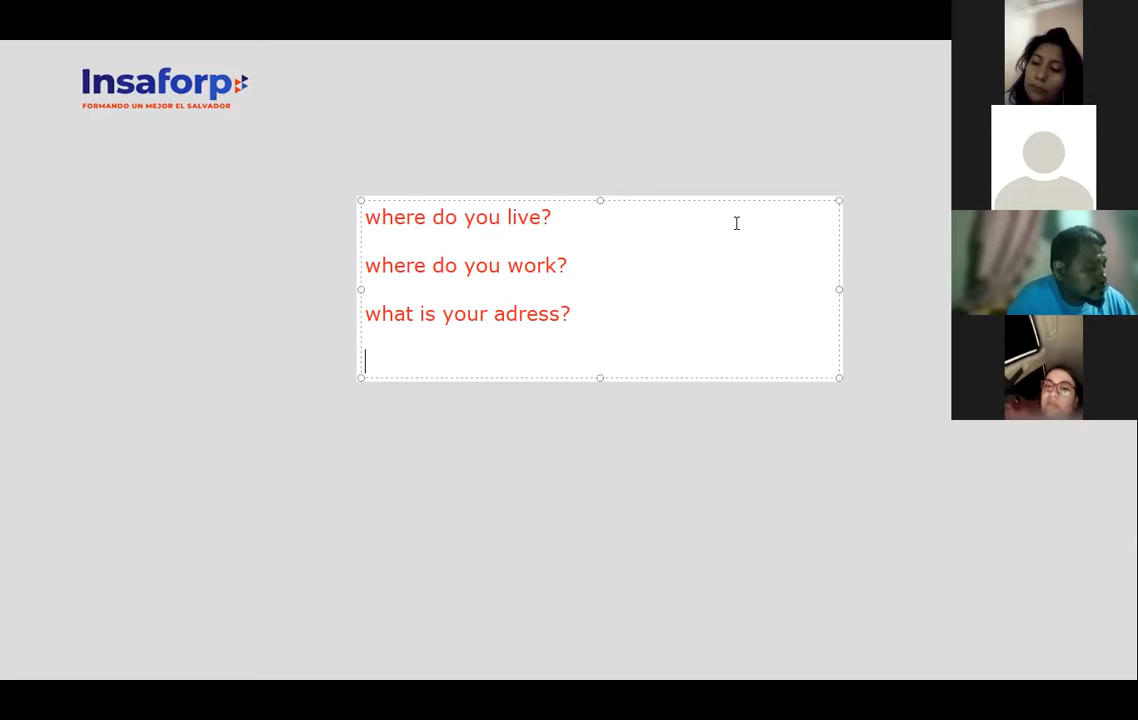 Insaforp
FORMANDO UN MEJOR EL SALVADOR
where do you live?
where do you work?
what is your adress?